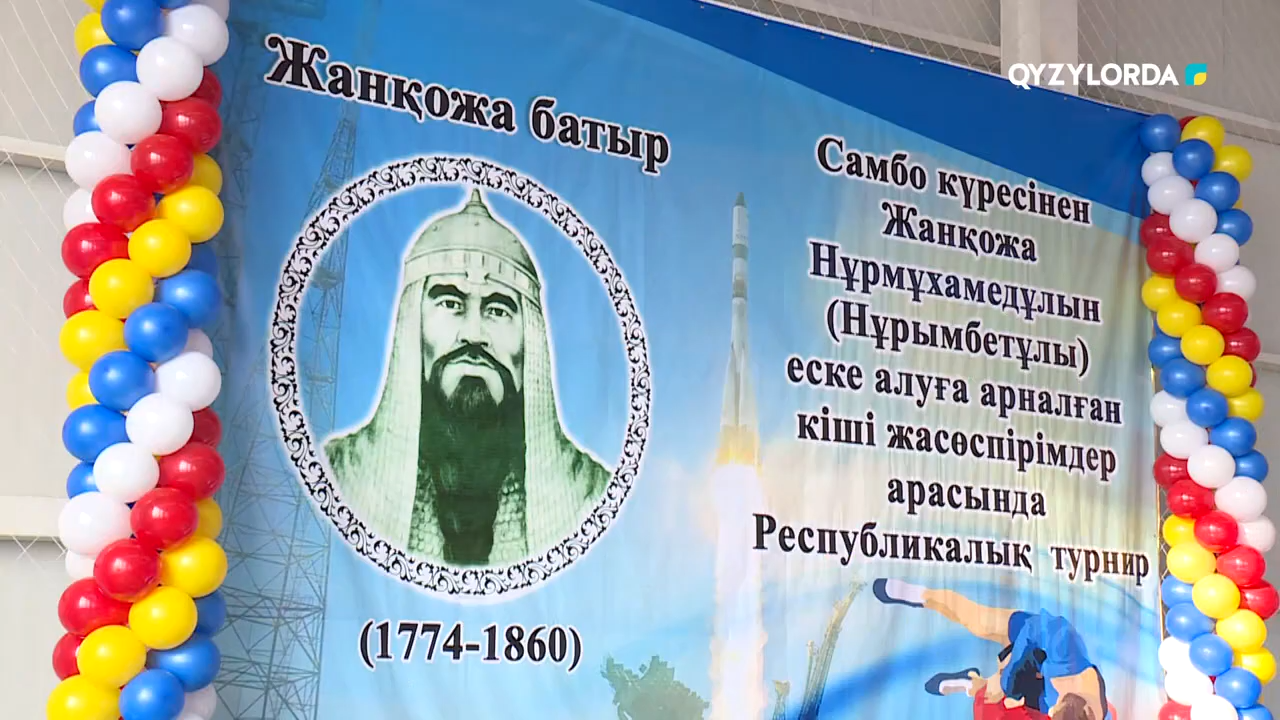 QYZYLORDA
Жанқожа батыр
(1774-1860)
Самбо күресінен
Жанқожа
Нұрмұхамедұлын
(Нұрымбетұлы)
еске алуға арналған
кіші жасөспірімдер
арасында
Республикалық турнир